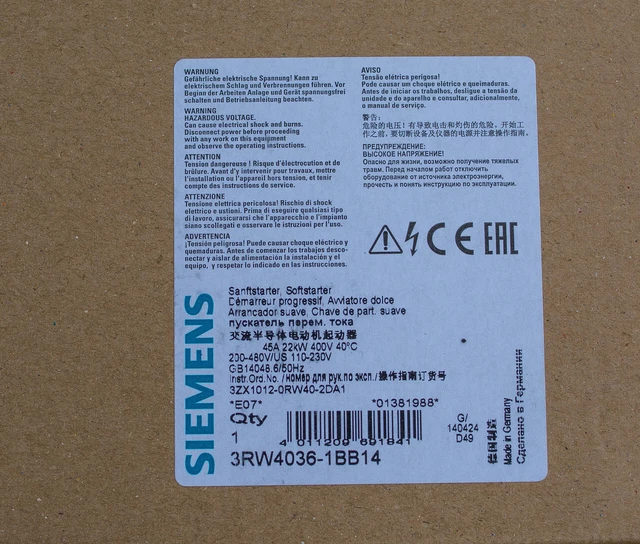 WARNUNG
Gefährliche elektrische Spannung! Kann zu
elektrischem Schlag und Verbrennungen führen. Vor
Beginn der Arbeiten Anlage und Gerät spannungsfrei
schalten und Betriebsanleitung beachten.
WARNING
HAZARDOUS VOLTAGE.
Can cause electrical shock and burns.
Disconnect power before proceeding
with any work on this equipment
and observe the operating instructions.
ATTENTION
Tension dangereuse ! Risque d'électrocution et de
brûlure. Avant d'y intervenir pour travaux, mettre
l'installation ou l'appareil hors tension, et tenir
compte des instructions de service.
ATTENZIONE
Tensione elettrica pericolosa! Rischio di shock
elettrico e ustioni. Prima di eseguire qualsiasi tipo
di lavoro, assicurarsi che l'apparecchio e l'impianto
siano scollegati e osservare le istruzioni per l'uso.
ADVERTENCIA
¡Tensión peligrosa! Puede causar choque eléctrico y
quemaduras. Antes de comenzar los trabajos desco-
nectar y aislar de alimentación la instalación y el
equipo, y respetar lo indicado en las instrucciones.
AVISO
Tensão elétrica perigosa!
Pode causar um choque elétrico e queimaduras.
Antes de iniciar os trabalhos, desligue a tensão da
unidade e do aparelho e consultar, adicionalmente,
o manual de serviço.
警告:
危险的电压!有导致电击和灼伤的危险。开始工
作之前,要切断设备及仪器的电源并注意操作指南。
ПРЕДУПРЕЖДЕНИЕ:
ВЫСОКОЕ НАПРЯЖЕНИЕ!
Опасно для жизни, возможно получение тяжелых
травм. Перед началом работ отключить
оборудование от источника электроэнергии,
прочесть и понять инструкцию по эксплуатации.
CE EAC
SIEMENS
Sanftstarter, Softstarter
Démarreur progressif, Avviatore dolce
Arrancador suave, Chave de part. suave
пускатель перем. тока
交流半导体电动机起动器
45A 22kW 400V 40°C
200-480V/US 110-230V
GB14048.6/50Hz
Instr.Ord.No. /номер для рук.по эксп./操作指南订货号
3ZX1012-0RW40-2DA1
*E07* *01381988*
Qty
1
4 011209 691841
3RW4036-1BB14
G/
140424
D49
德国制造
Made in Germany
Сделано в Германии